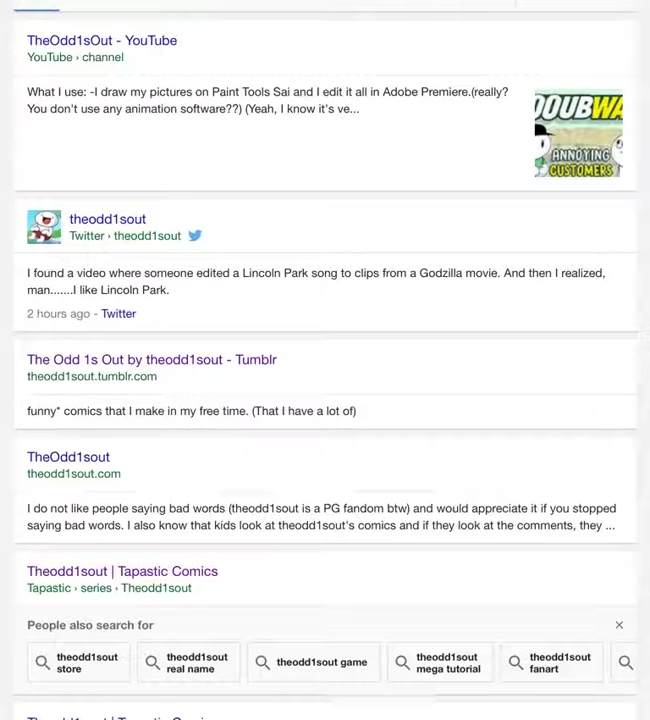 TheOdd1sOut - YouTube
YouTube › channel
What I use: -I draw my pictures on Paint Tools Sai and I edit it all in Adobe Premiere.(really?
You don't use any animation software??) (Yeah, I know it's ve...
OUBWA
ANNOYING
CUSTOMERS
theodd1sout
Twitter › theodd1sout
I found a video where someone edited a Lincoln Park song to clips from a Godzilla movie. And then I realized,
man.......I like Lincoln Park.
2 hours ago - Twitter
The Odd 1s Out by theodd1sout - Tumblr
theodd1sout.tumblr.com
funny* comics that I make in my free time. (That I have a lot of)
TheOdd1sout
theodd1sout.com
I do not like people saying bad words (theodd1sout is a PG fandom btw) and would appreciate it if you stopped
saying bad words. I also know that kids look at theodd1sout's comics and if they look at the comments, they ...
Theodd1sout | Tapastic Comics
Tapastic › series › Theodd1sout
People also search for
theodd1sout
store
theodd1sout
real name
theodd1sout game
theodd1sout
mega tutorial
theodd1sout
fanart